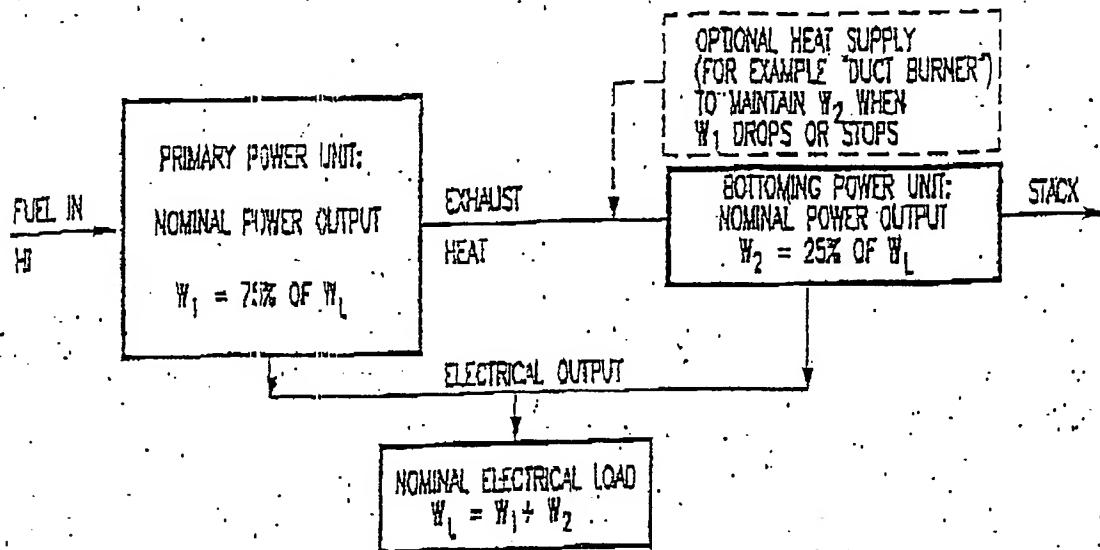 OPTIONAL HEAT SUPPLY
(FOR EXAMPLE "DUCT BURNER")
TO MAINTAIN W2 WHEN
W1 DROPS OR STOPS
PRIMARY POWER UNIT:
NOMINAL POWER OUTPUT
W1 = 75% OF WL
FUEL IN
EXHAUST
HEAT
BOTTOMING POWER UNIT:
NOMINAL POWER OUTPUT
W2 = 25% OF WL
STACK
ELECTRICAL OUTPUT
NOMINAL ELECTRICAL LOAD
WL = W1 + W2